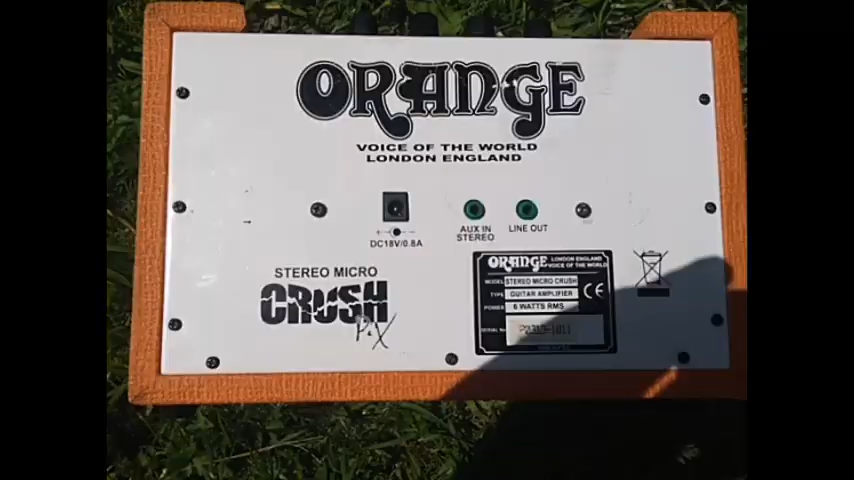 ORANGE
VOICE OF THE WORLD
LONDON ENGLAND
DC18V/0.8A
AUX IN
STEREO
LINE OUT
STEREO MICRO
CRUSH
PiX
ORANGE LONDON ENGLAND
VOICE OF THE WORLD
MODEL STEREO MICRO CRUSH
TYPE GUITAR AMPLIFIER
POWER 6 WATTS RMS
CE
SERIAL No